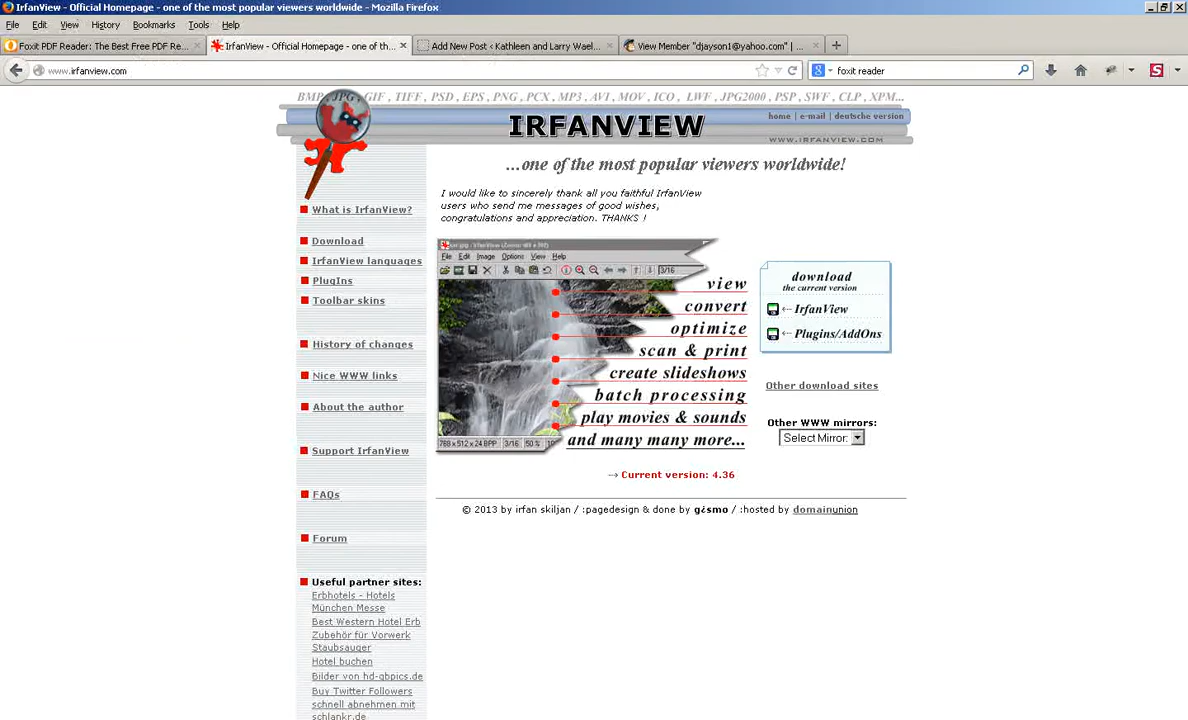 IrfanView - Official Homepage - one of the most popular viewers worldwide - Mozilla Firefox
File Edit View History Bookmarks Tools Help
Foxit PDF Reader: The Best Free PDF Re...
IrfanView - Official Homepage - one of th...
Add New Post ‹ Kathleen and Larry Wael...
View Member "djayson1@yahoo.com" | ...
www.irfanview.com
foxit reader
BMP , JPG , GIF , TIFF , PSD , EPS , PNG , PCX , MP3 , AVI , MOV , ICO , LWF , JPG2000 , PSP , SWF , CLP , XPM...
IRFANVIEW
home | e-mail | deutsche version
WWW.IRFANVIEW.COM
...one of the most popular viewers worldwide!
I would like to sincerely thank all you faithful IrfanView
users who send me messages of good wishes,
congratulations and appreciation. THANKS !
What is IrfanView?
Download
IrfanView languages
PlugIns
Toolbar skins
History of changes
Nice WWW links
About the author
Support IrfanView
FAQs
Forum
Useful partner sites:
Erbhotels - Hotels
München Messe
Best Western Hotel Erb
Zubehör für Vorwerk
Staubsauger
Hotel buchen
Bilder von hd-gbpics.de
Buy Twitter Followers
schnell abnehmen mit
schlankr.de
File Edit Image Options View Help
3/16
view
convert
optimize
scan & print
create slideshows
batch processing
play movies & sounds
and many many more...
768 x 512 x 24 BPP 3/16 50 %
download
the current version
IrfanView
Plugins/AddOns
Other download sites
Other WWW mirrors:
Select Mirror:
Current version: 4.36
© 2013 by irfan skiljan / :pagedesign & done by g¿smo / :hosted by domainunion